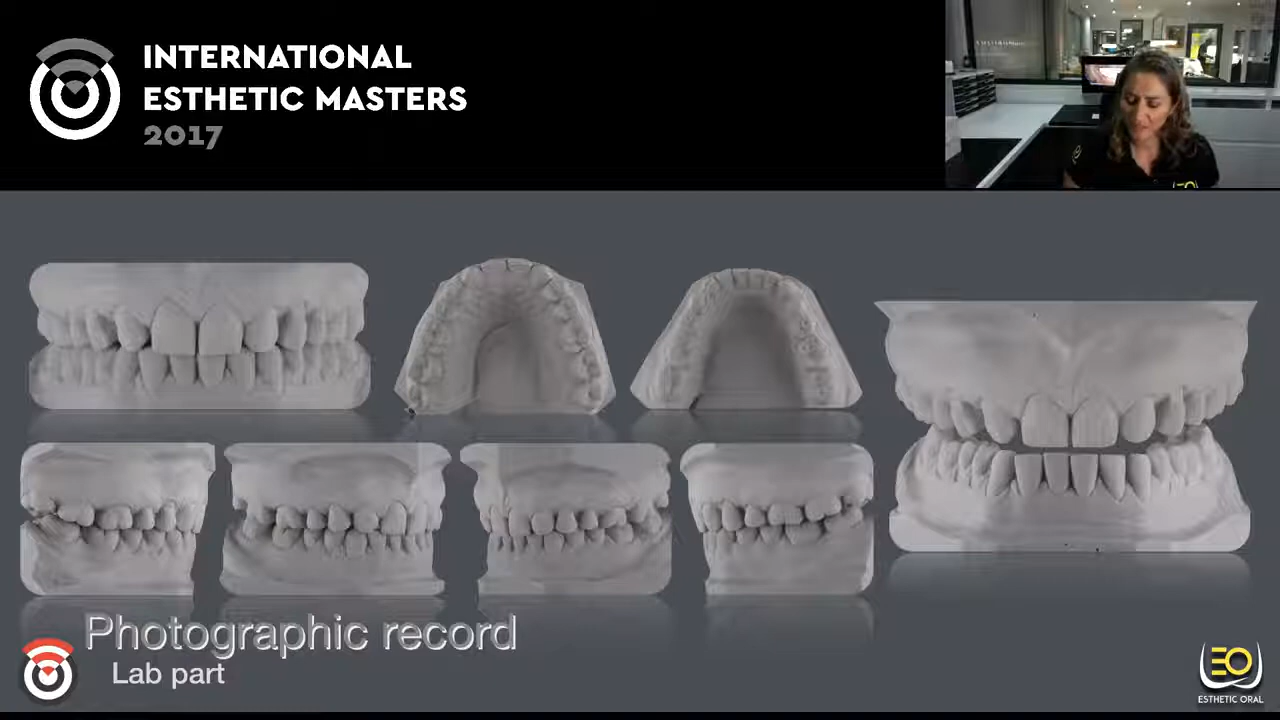 INTERNATIONAL
ESTHETIC MASTERS
2017
Photographic record
Lab part
EO
ESTHETIC ORAL